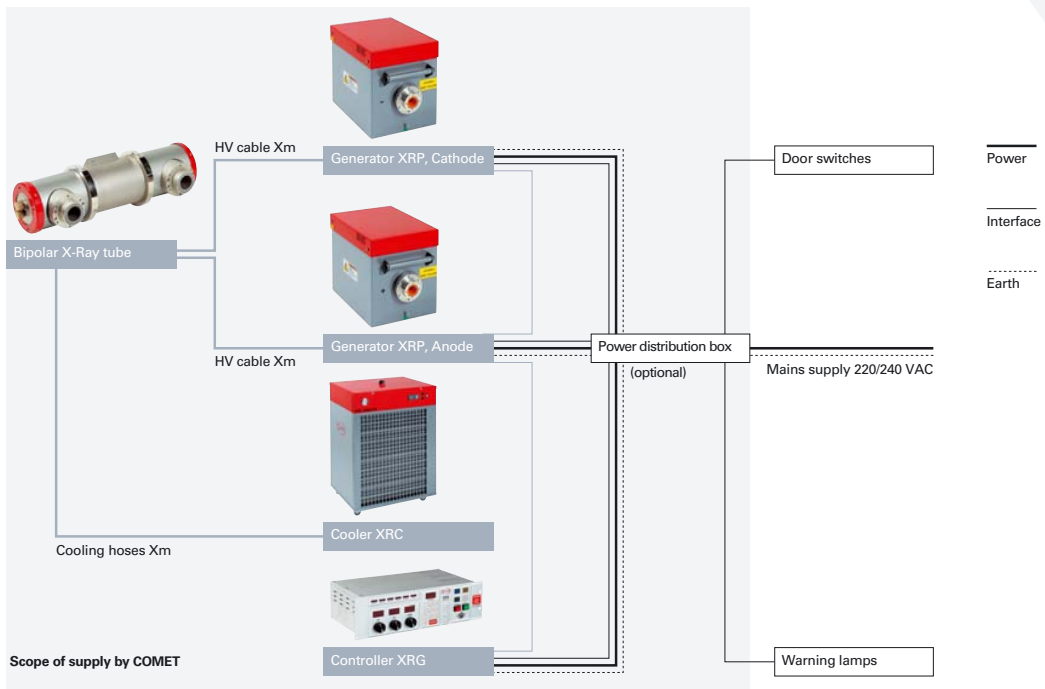 HV cable Xm
Generator XRP, Cathode
Door switches
Power
Interface
Bipolar X-Ray tube
Earth
Generator XRP, Anode
Power distribution box
HV cable Xm
(optional)
Mains supply 220/240 VAC
Cooler XRC
Cooling hoses Xm
Scope of supply by COMET
Controller XRG
Warning lamps